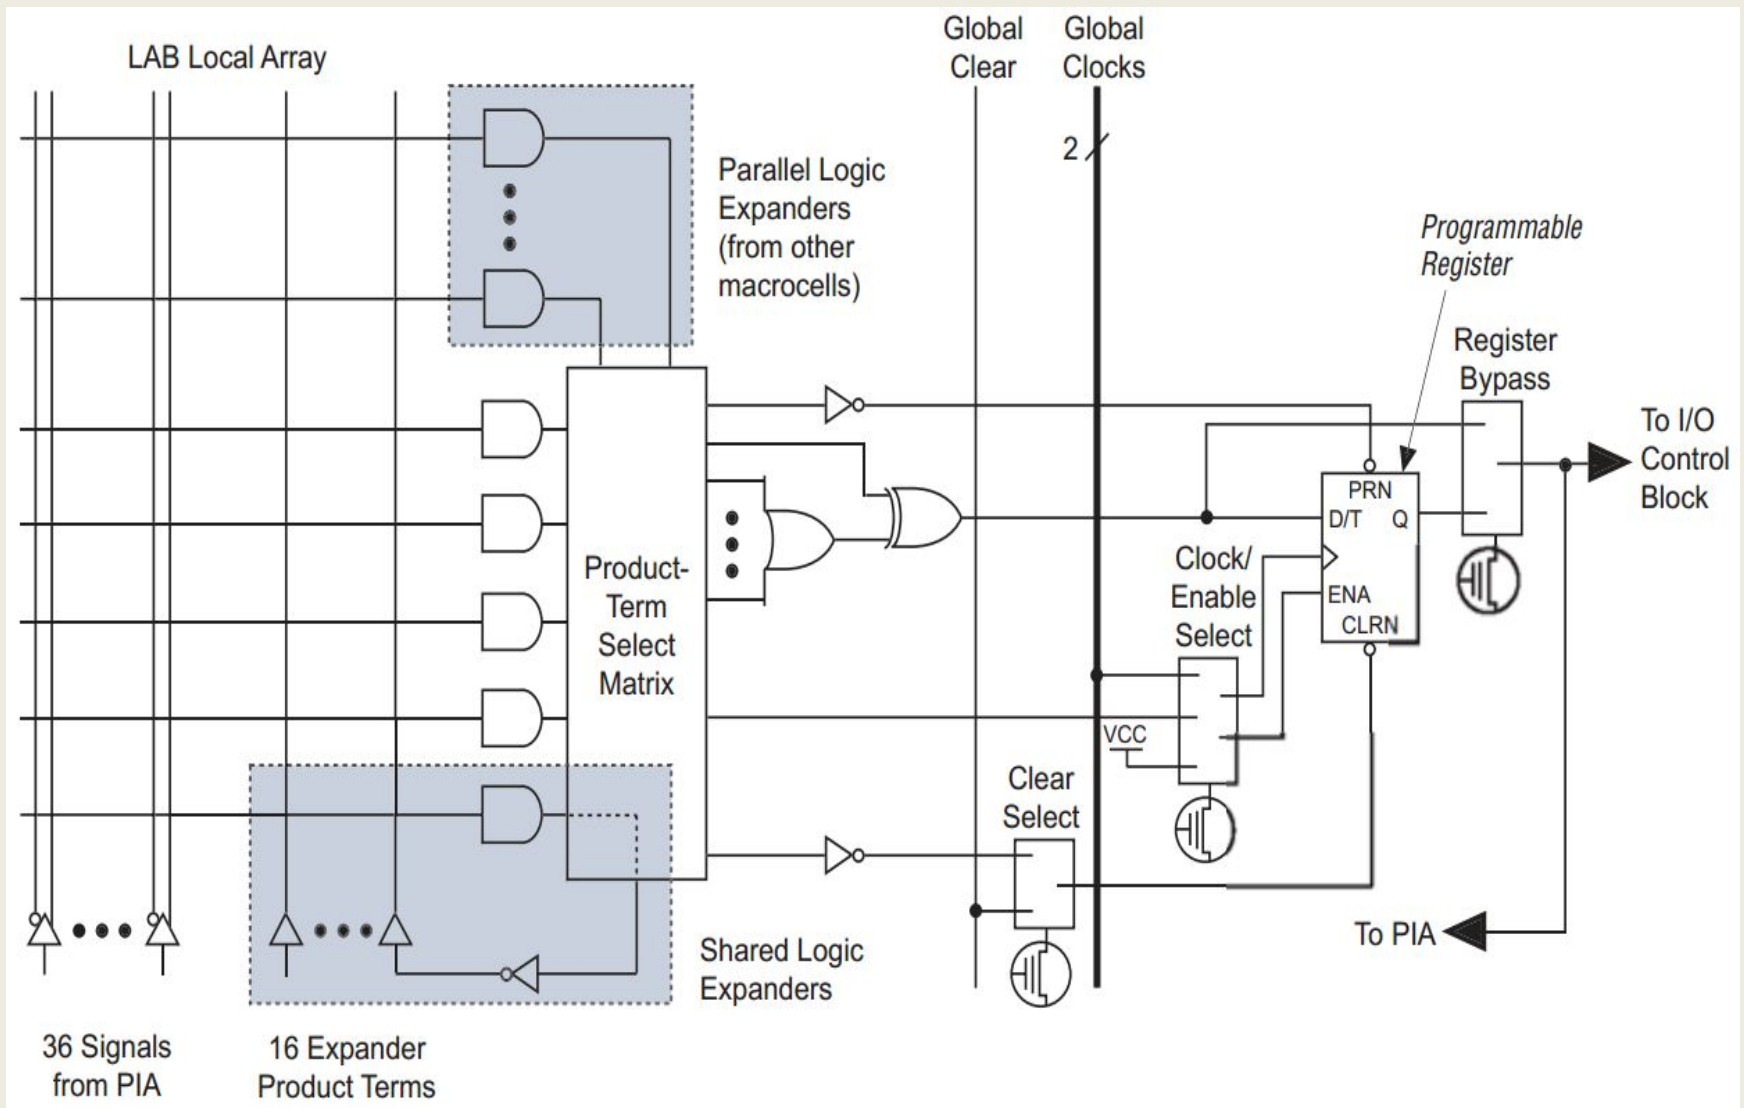 LAB Local Array
Global
Clear
Global
Clocks
2
Parallel Logic
Expanders
(from other
macrocells)
Programmable
Register
Register
Bypass
To I/O
Control
Block
PRN
D/T Q
ENA
CLRN
Clock/
Enable
Select
Product-
Term
Select
Matrix
VCC
Clear
Select
To PIA
Shared Logic
Expanders
36 Signals
from PIA
16 Expander
Product Terms